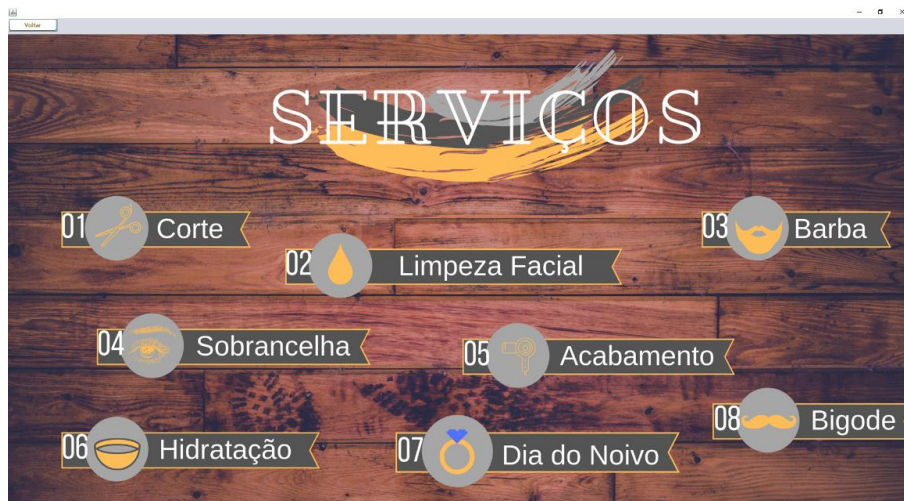 Voltar
SERVIÇOS
01 Corte
02 Limpeza Facial
03 Barba
04 Sobrancelha
05 Acabamento
06 Hidratação
07 Dia do Noivo
08 Bigode